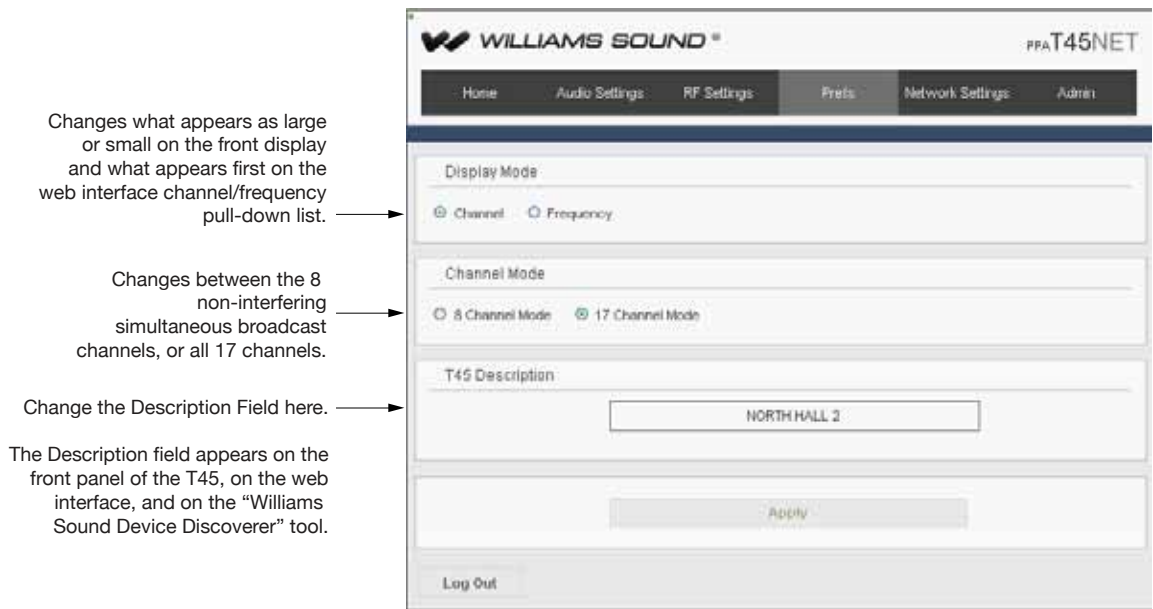 WILLIAMS SOUND ®
PPA T45NET
Home Audio Settings RF Settings Prefs Network Settings Admin
Changes what appears as large
or small on the front display
and what appears first on the
web interface channel/frequency
pull-down list.
Display Mode
Channel Frequency
Changes between the 8
non-interfering
simultaneous broadcast
channels, or all 17 channels.
Channel Mode
8 Channel Mode 17 Channel Mode
Change the Description Field here.
The Description field appears on the
front panel of the T45, on the web
interface, and on the “Williams
Sound Device Discoverer” tool.
T45 Description
NORTH HALL 2
Apply
Log Out